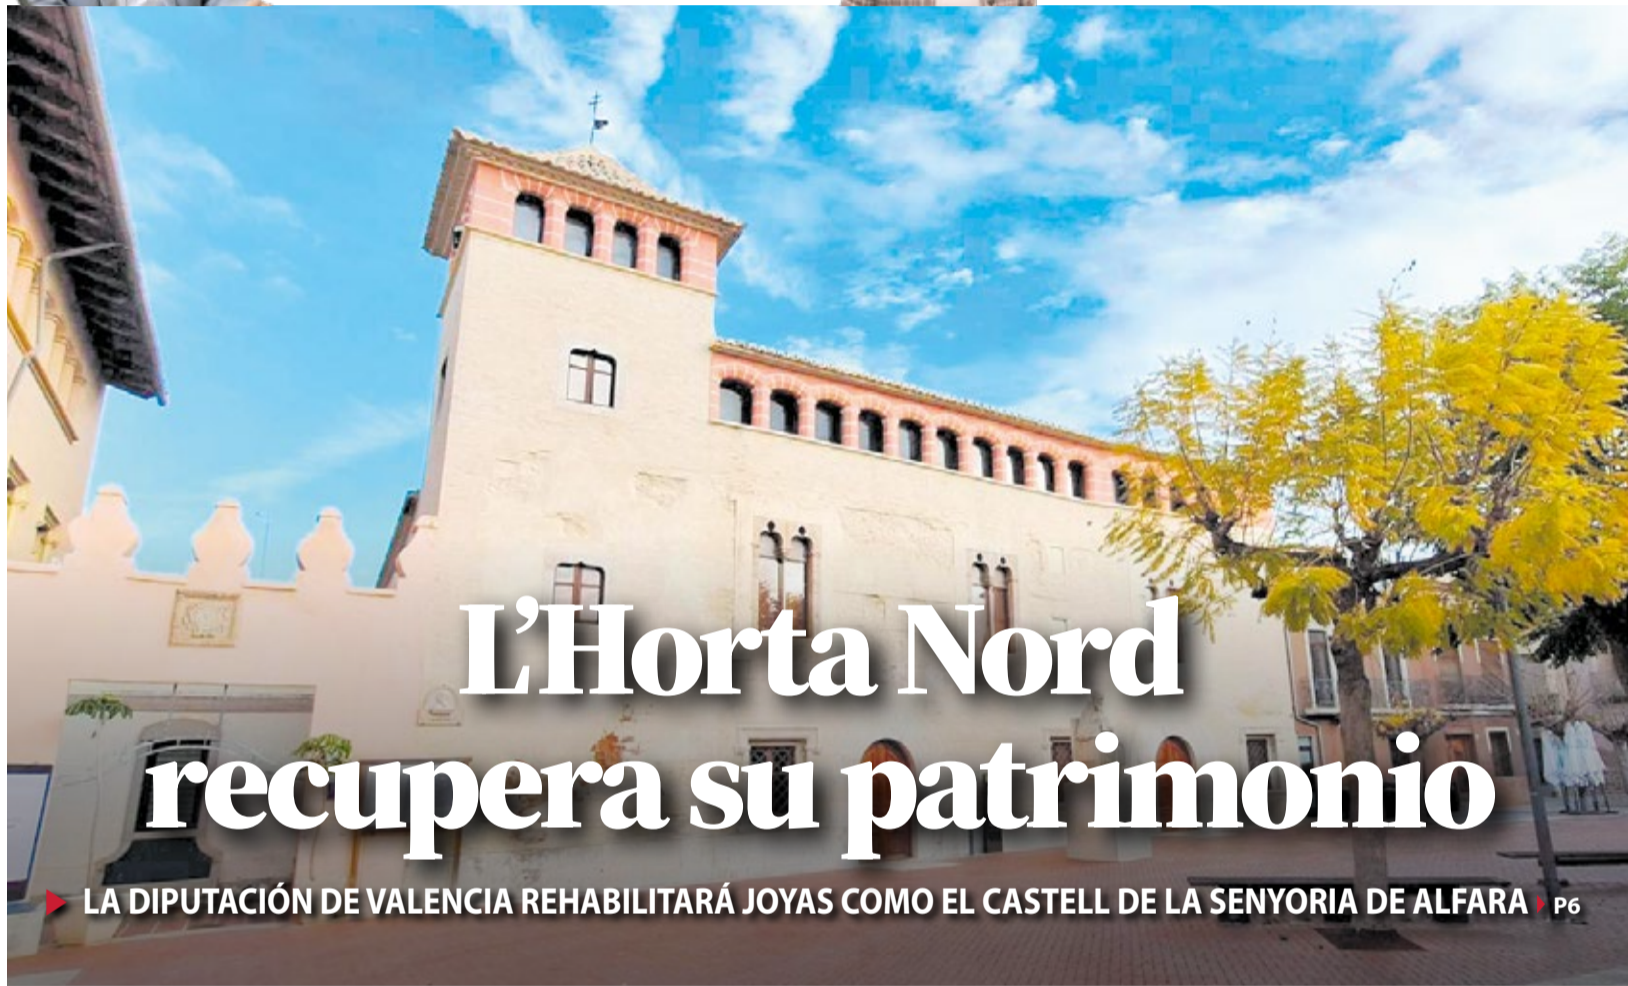 L’Horta Nord
recupera su patrimonio
LA DIPUTACIÓN DE VALENCIA REHABILITARÁ JOYAS COMO EL CASTELL DE LA SENYORIA DE ALFARA P6